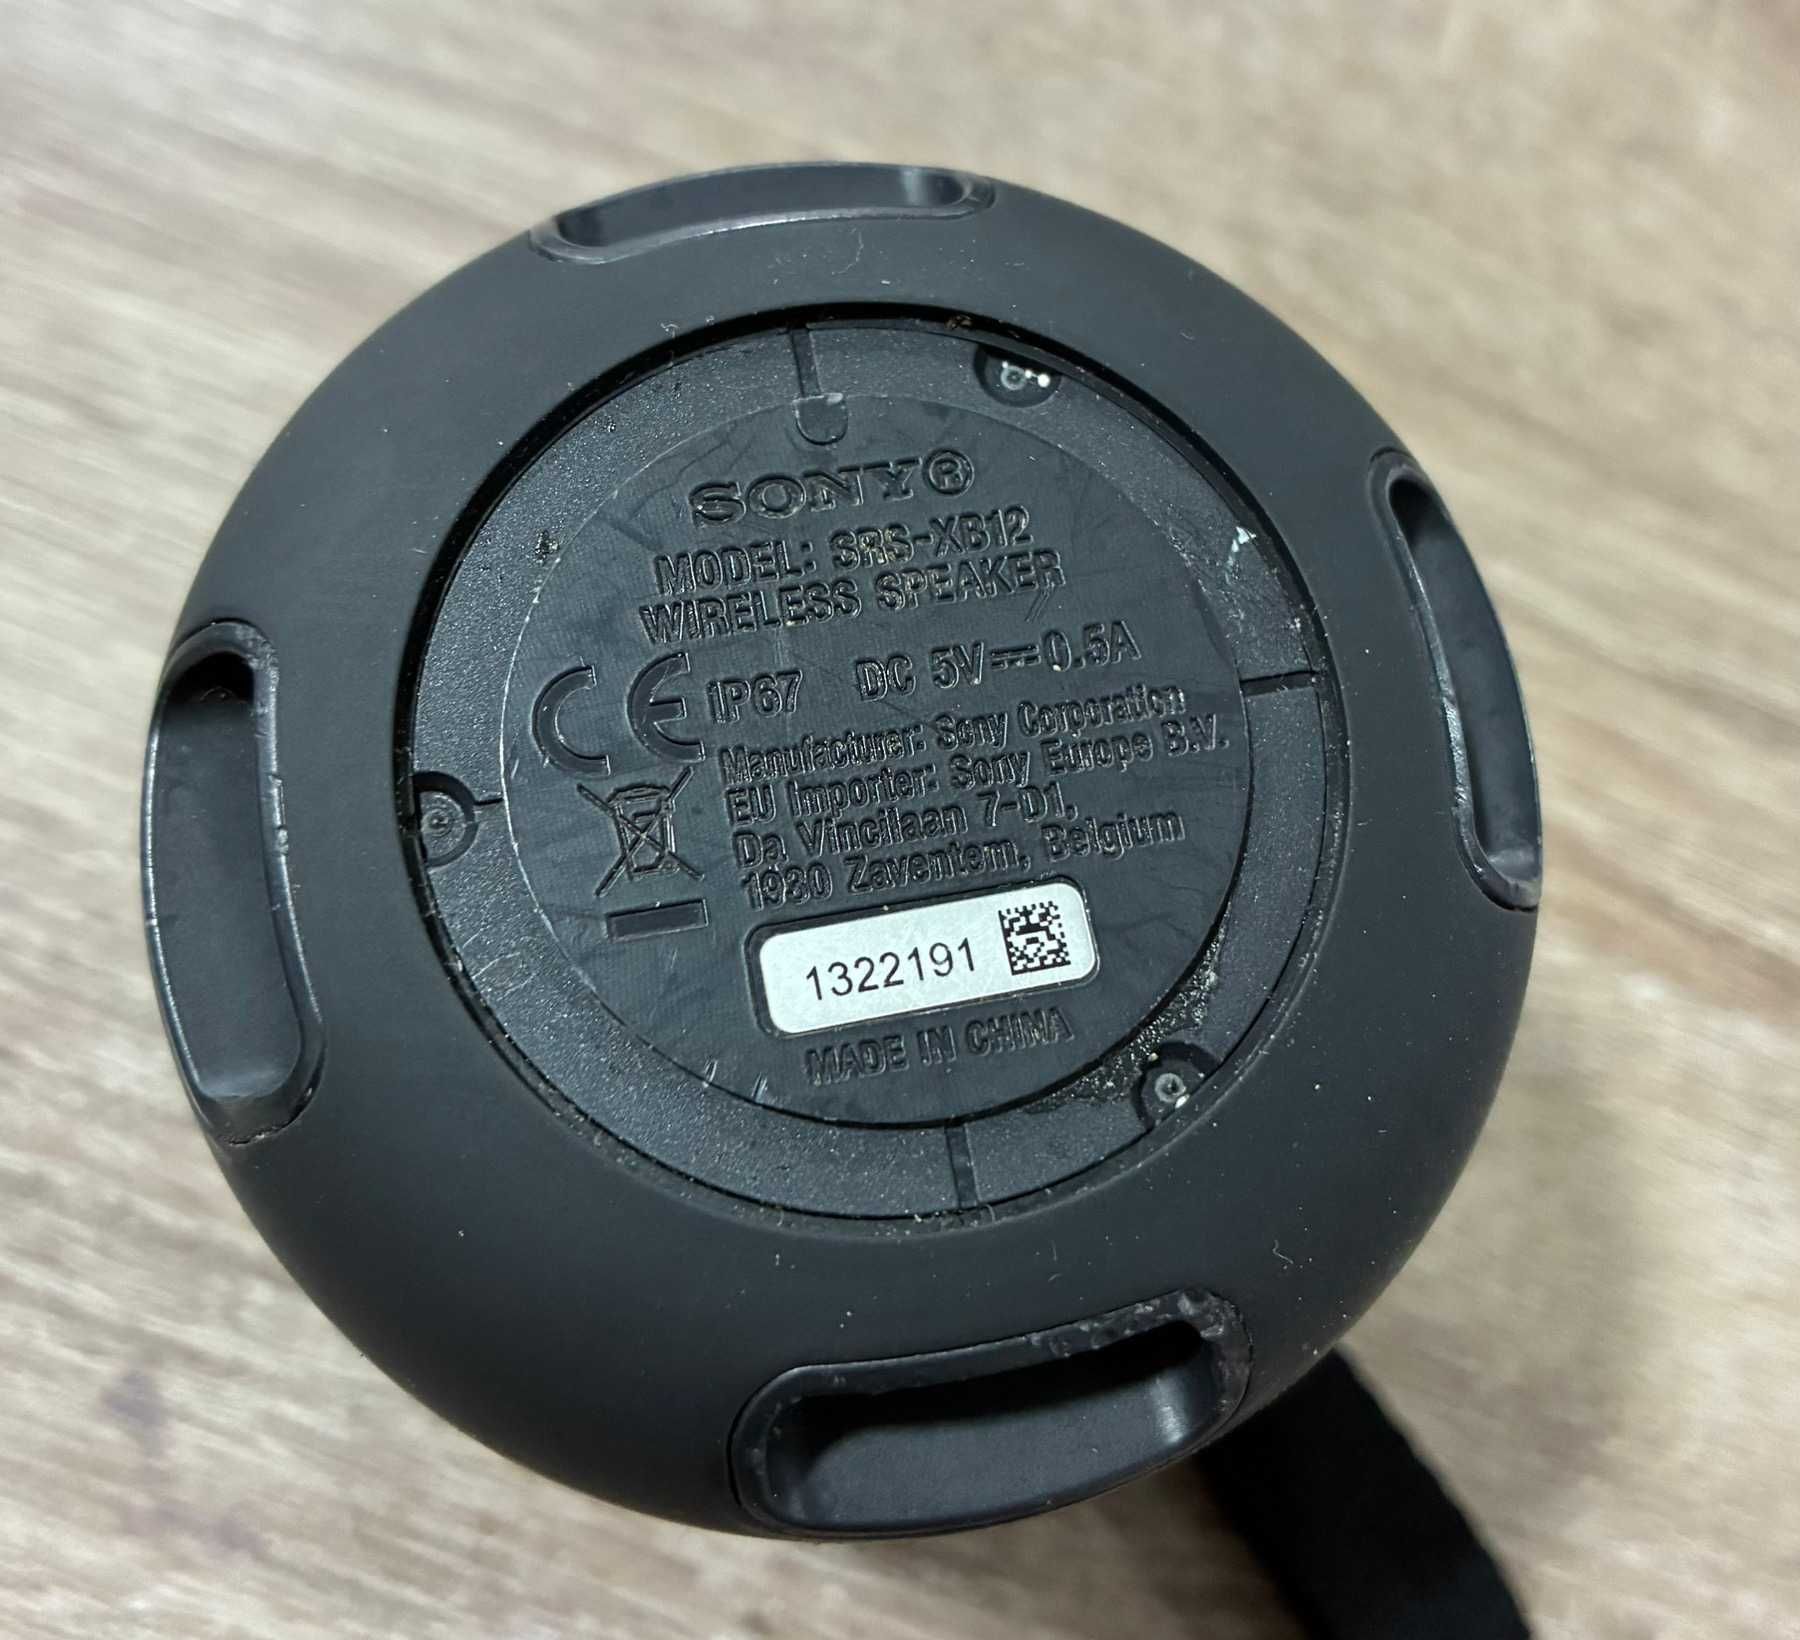 SONY®
MODEL: SRS-XB12
WIRELESS SPEAKER
CE IP67 DC 5V⎓0.5A
Manufacturer: Sony Corporation
EU Importer: Sony Europe B.V.
Da Vincilaan 7-D1,
1930 Zaventem, Belgium
1322191
MADE IN CHINA